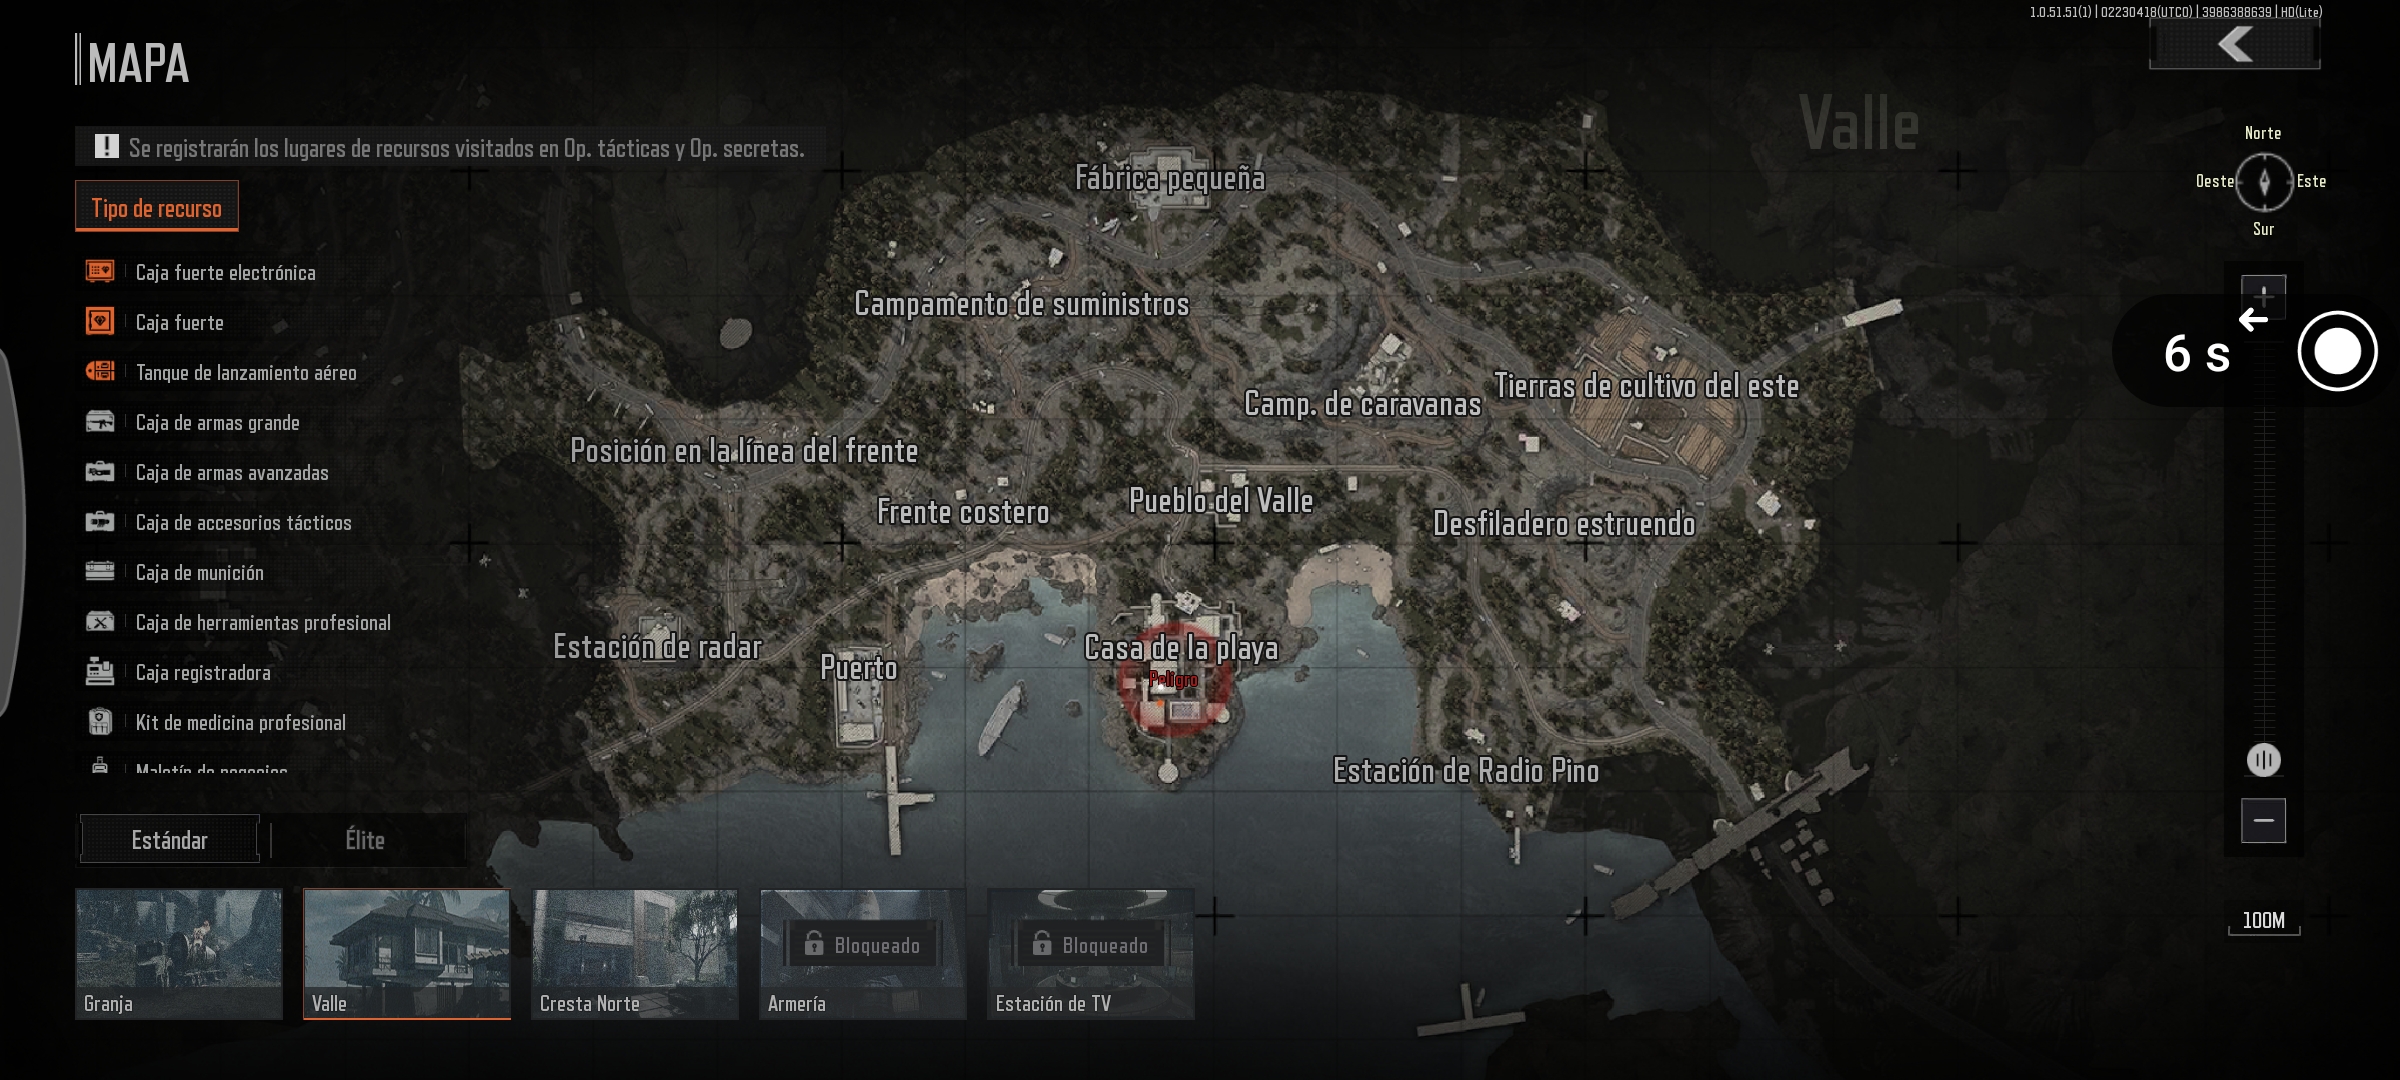 1.0.51.51(1) | 02230418(UTC0) | 3986388639 | HD(Lite)
MAPA
Valle
Se registrarán los lugares de recursos visitados en Op. tácticas y Op. secretas.
Tipo de recurso
Caja fuerte electrónica
Caja fuerte
Tanque de lanzamiento aéreo
Caja de armas grande
Caja de armas avanzadas
Caja de accesorios tácticos
Caja de munición
Caja de herramientas profesional
Caja registradora
Kit de medicina profesional
Maletín de negocios
Fábrica pequeña
Campamento de suministros
Camp. de caravanas
Tierras de cultivo del este
Posición en la línea del frente
Frente costero
Pueblo del Valle
Desfiladero estruendo
Estación de radar
Puerto
Casa de la playa
Peligro
Estación de Radio Pino
Norte
Oeste
Este
Sur
6 s
100M
Estándar
Élite
Granja
Valle
Cresta Norte
Bloqueado
Armería
Bloqueado
Estación de TV